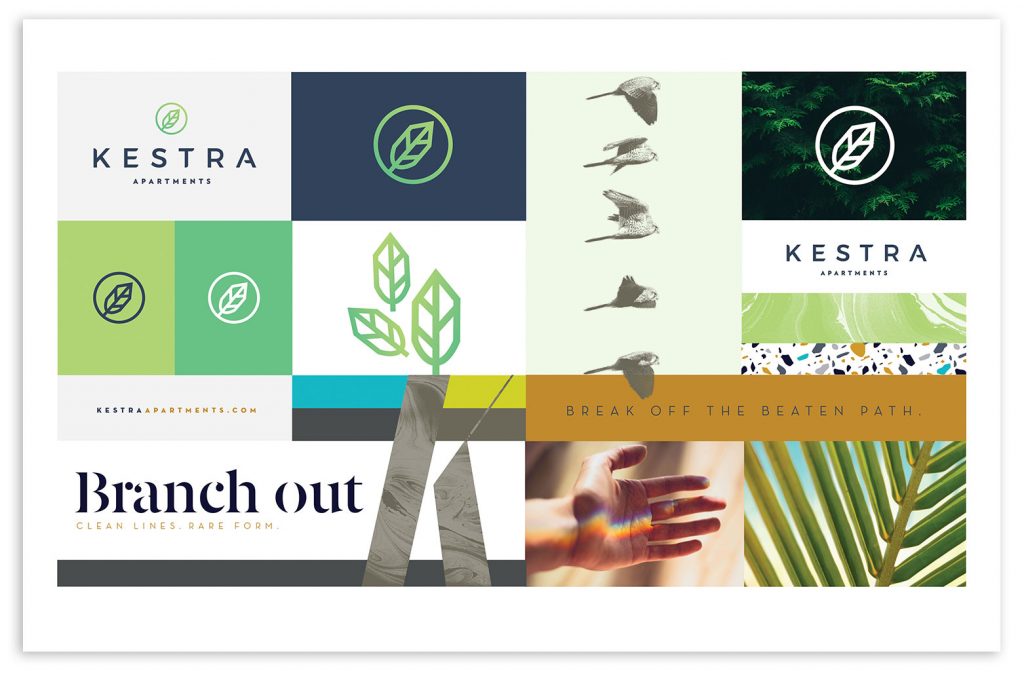 KESTRA
APARTMENTS
KESTRA
APARTMENTS
KESTRAAPARTMENTS.COM
BREAK OFF THE BEATEN PATH.
Branch out
CLEAN LINES. RARE FORM.